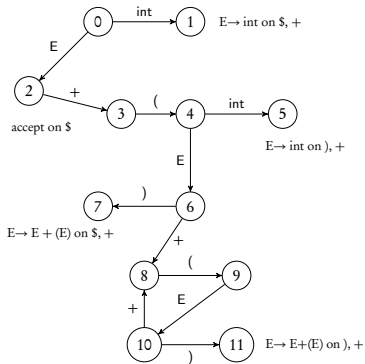 0 int 1 E→ int on $, +
E
2 + 3 ( 4 int 5
accept on $
E→ int on ), +
E
7 ) 6
E→ E + (E) on $, +
+
8 ( 9
E
+
10 ) 11 E→ E+(E) on ), +